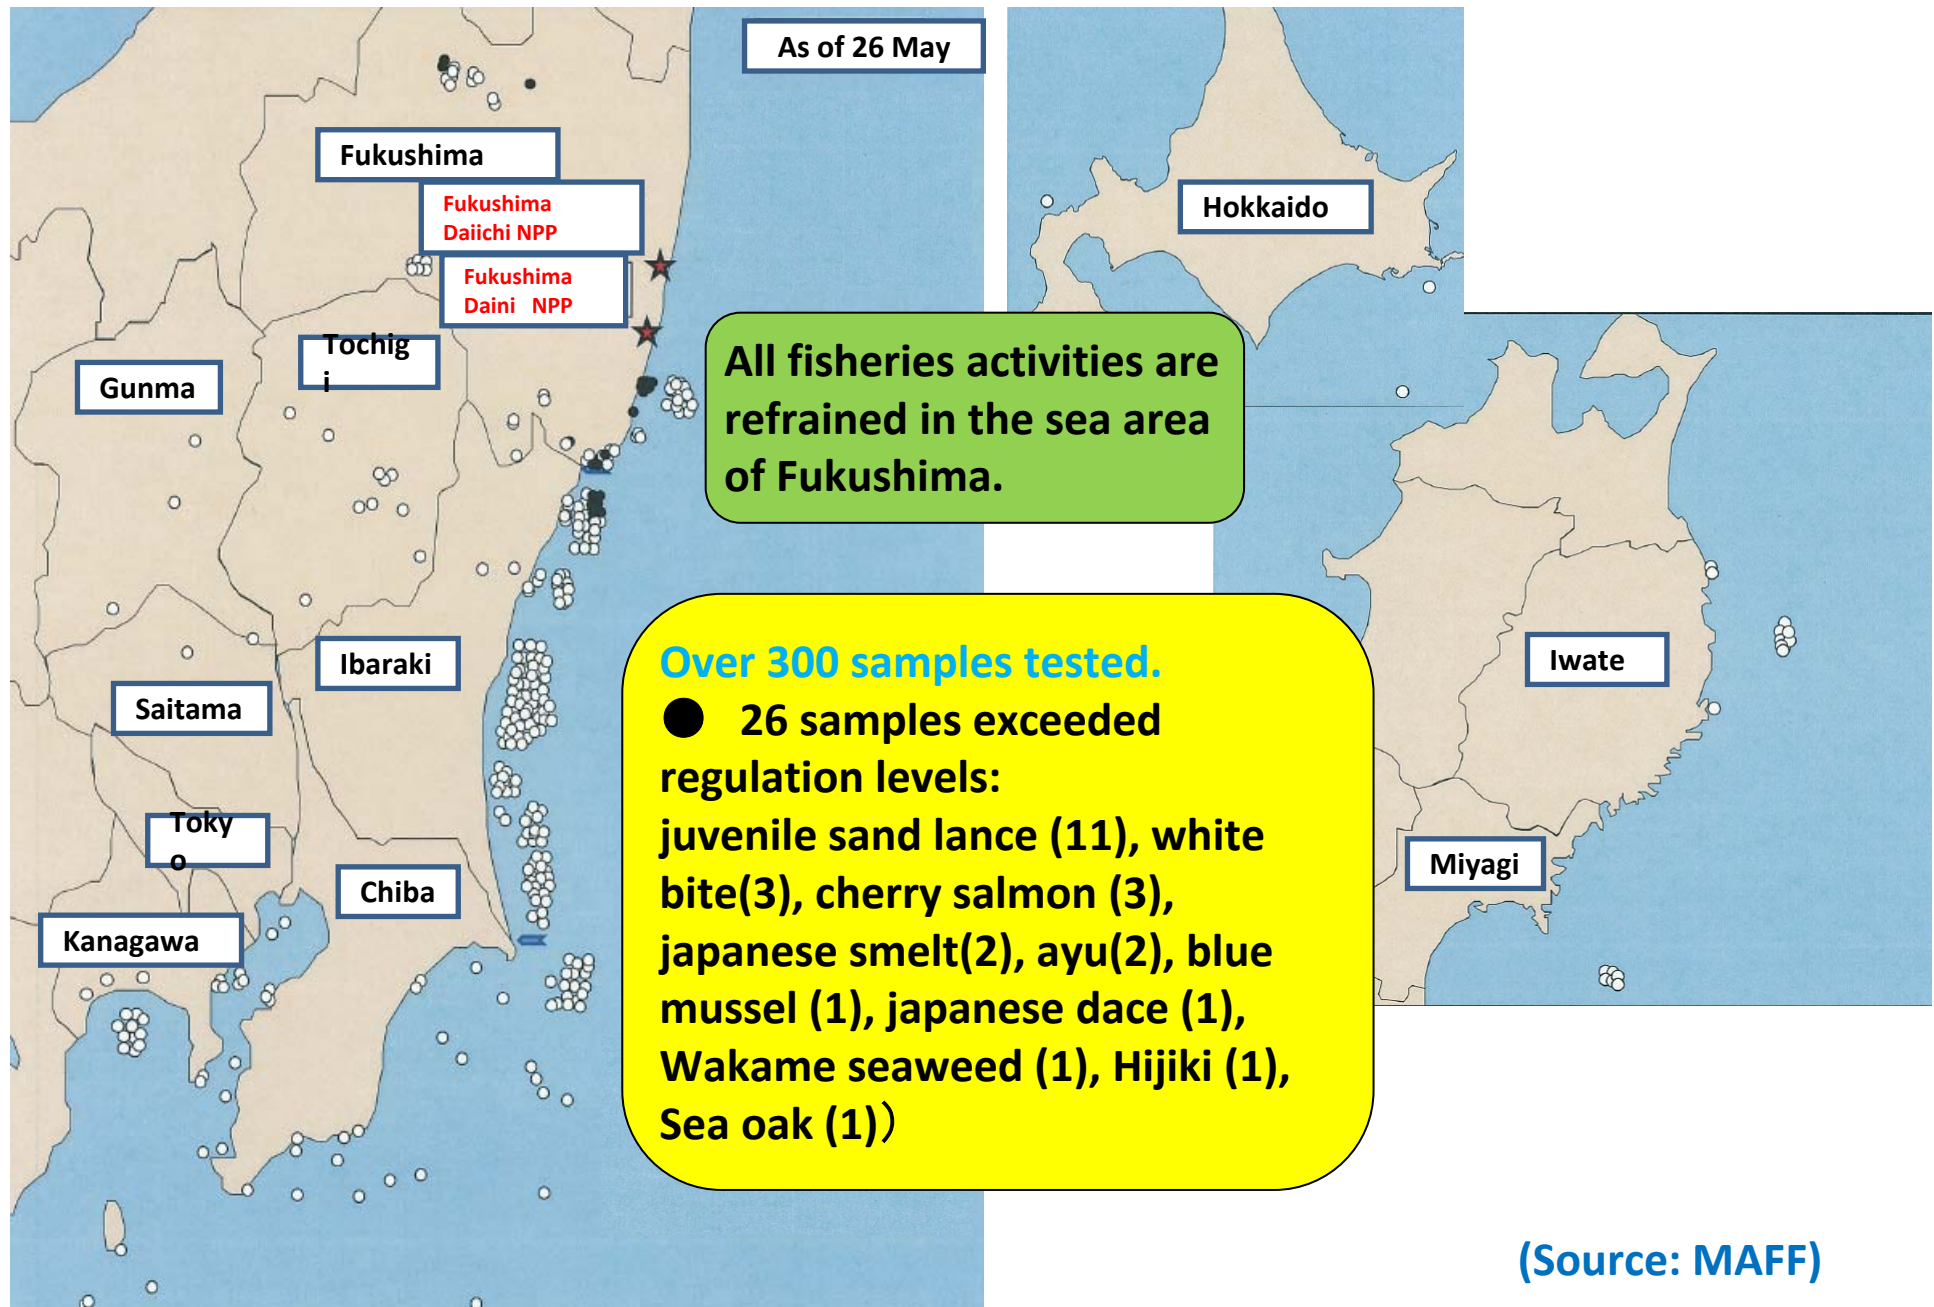 As of 26 May
Fukushima
Fukushima
Daiichi NPP
Fukushima
Daini NPP
Tochig
i
Gunma
Ibaraki
Saitama
Toky
o
Chiba
Kanagawa
Hokkaido
Iwate
Miyagi
All fisheries activities are
refrained in the sea area
of Fukushima.
Over 300 samples tested.
● 26 samples exceeded
regulation levels:
juvenile sand lance (11), white
bite(3), cherry salmon (3),
japanese smelt(2), ayu(2), blue
mussel (1), japanese dace (1),
Wakame seaweed (1), Hijiki (1),
Sea oak (1)）
(Source: MAFF)